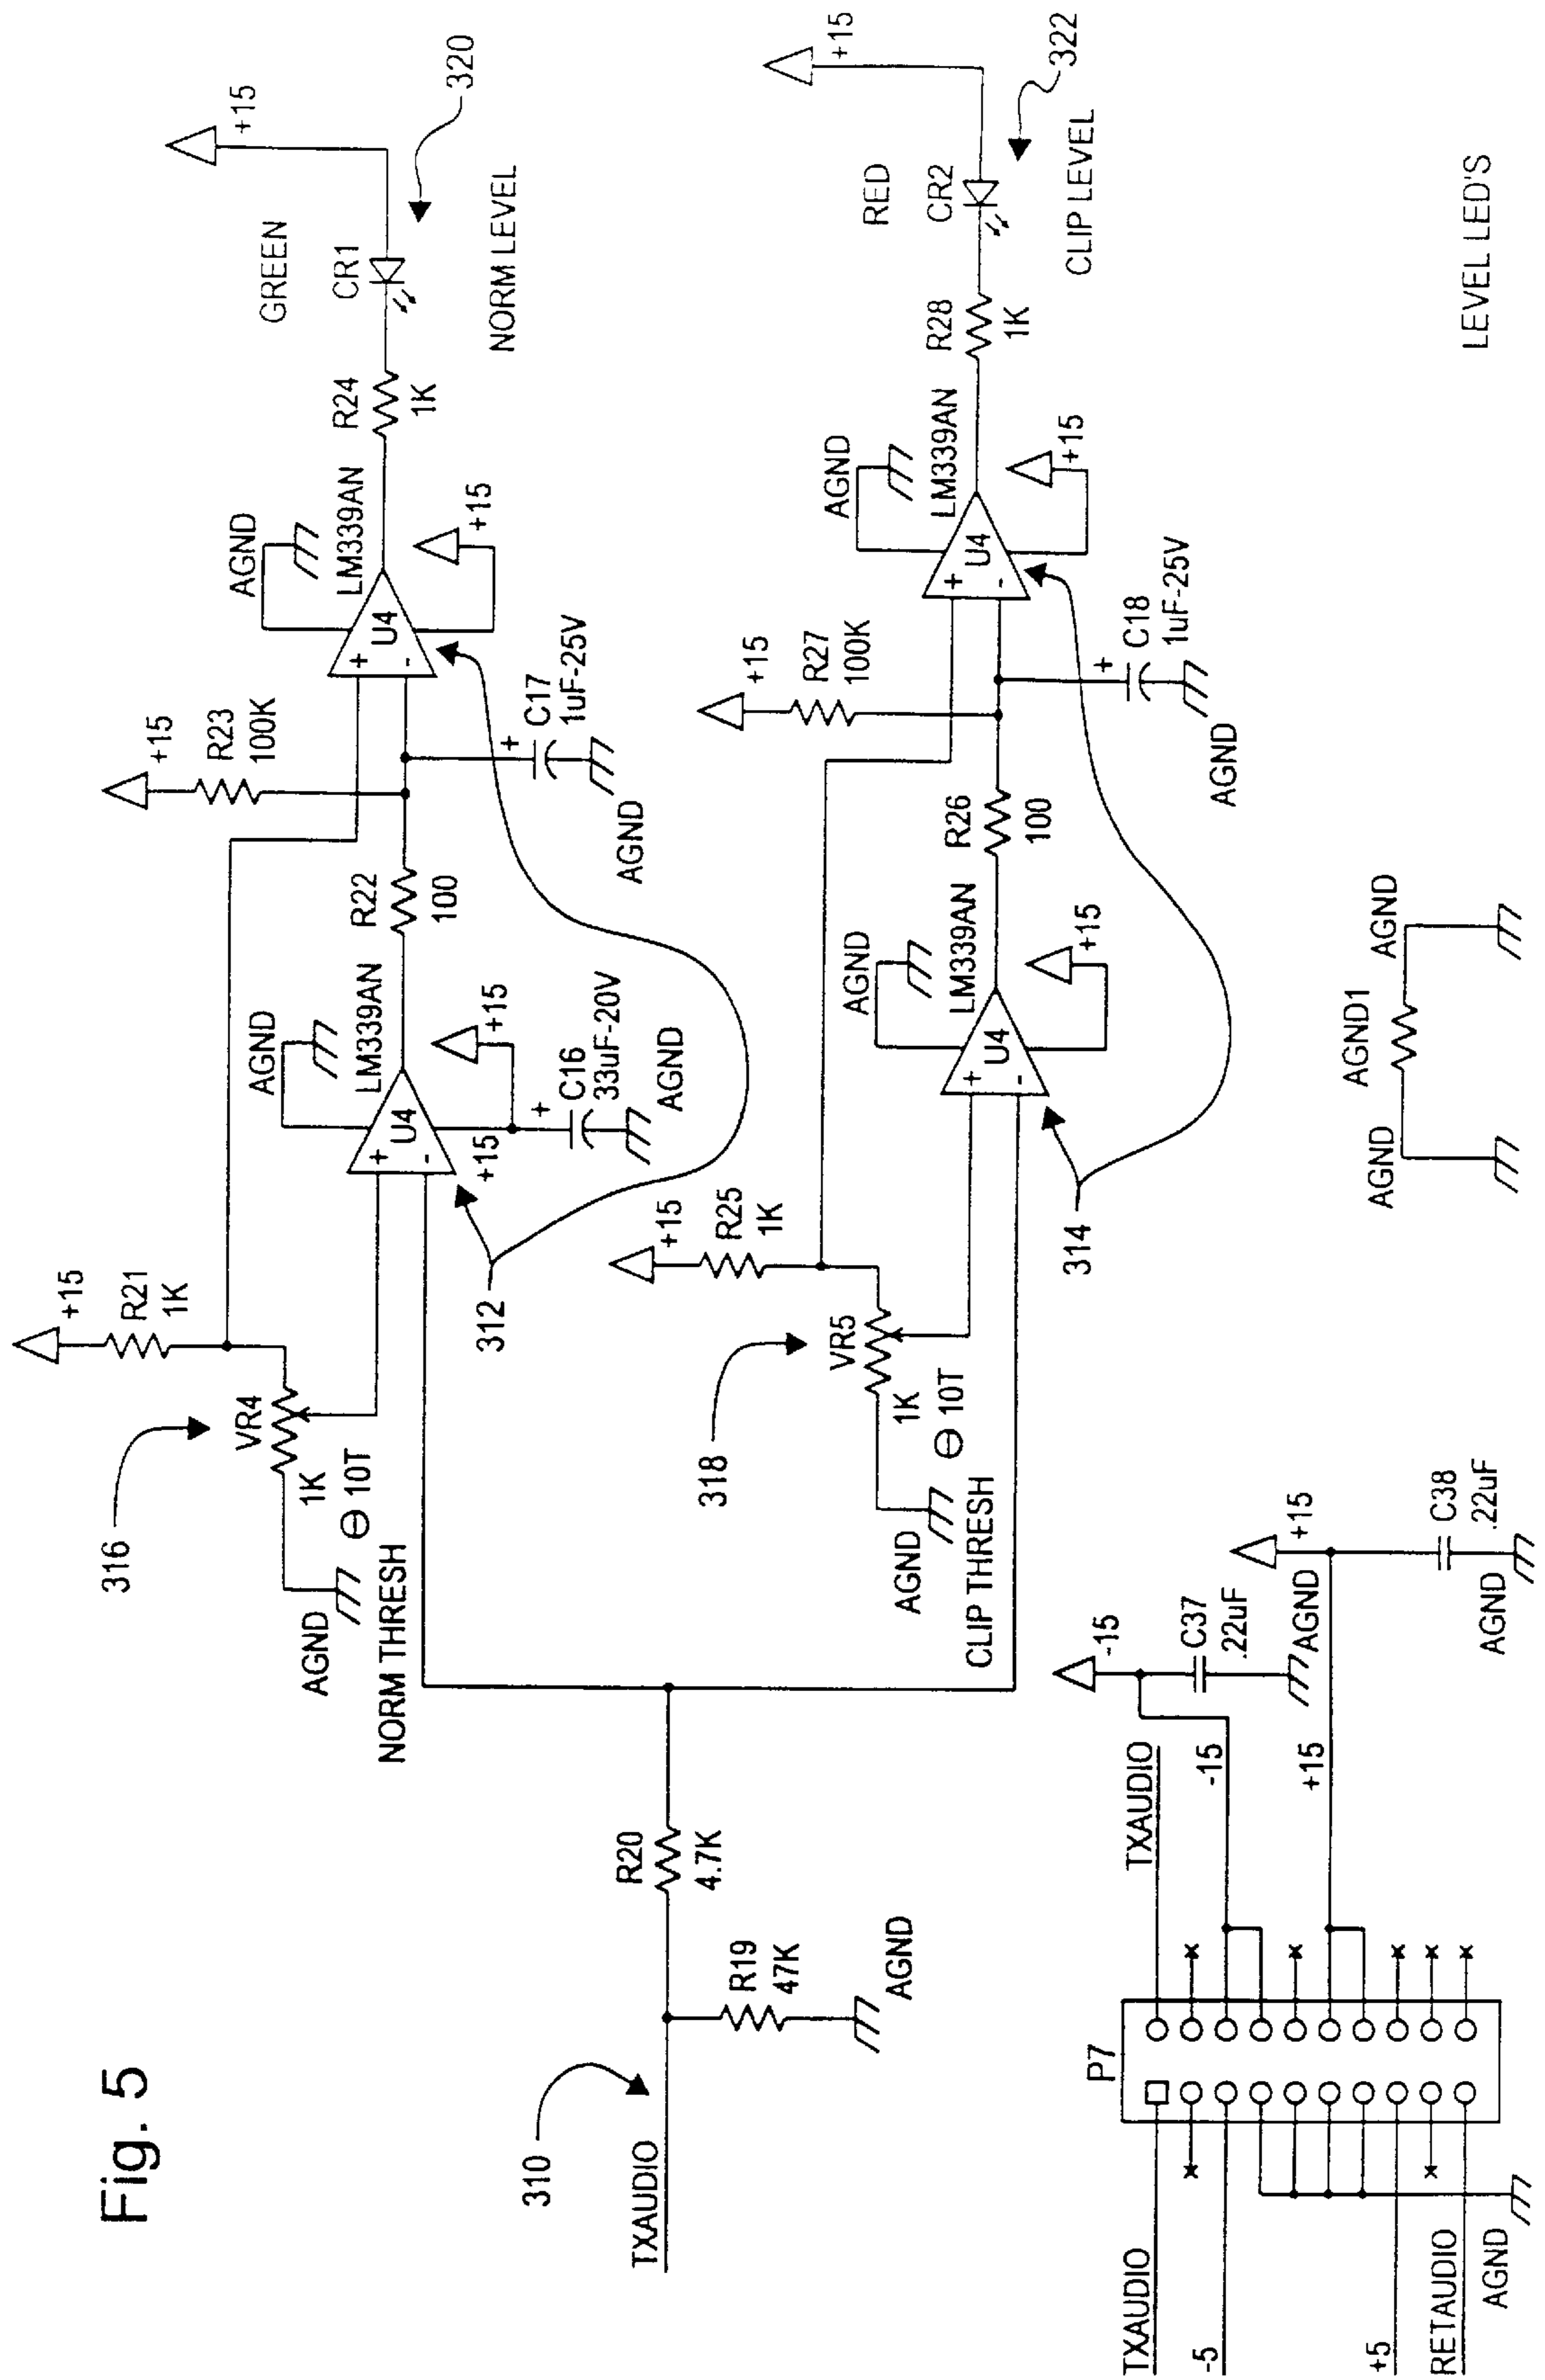 Fig. 5
316
+15
R21
1K
VR4
1K
10T
AGND
NORM THRESH
+15
R23
100K
AGND
U4
+
-
LM339AN
+15
+15
+
C16
33uF-20V
AGND
R22
100
+
C17
1uF-25V
AGND
AGND
U4
+
-
LM339AN
+15
R24
1K
GREEN
CR1
+15
320
NORM LEVEL
312
310
TXAUDIO
R19
47K
AGND
R20
4.7K
318
+15
R25
1K
VR5
1K
10T
AGND
CLIP THRESH
+15
R27
100K
AGND
U4
+
-
LM339AN
+15
R26
100
+
C18
1uF-25V
AGND
AGND
U4
+
-
LM339AN
+15
R28
1K
RED
CR2
+15
322
CLIP LEVEL
314
TXAUDIO
-5
+5
RETAUDIO
AGND
P7
TXAUDIO
-15
+15
-15
C37
.22uF
AGND
+15
C38
.22uF
AGND
AGND
AGND1
AGND
LEVEL LED'S